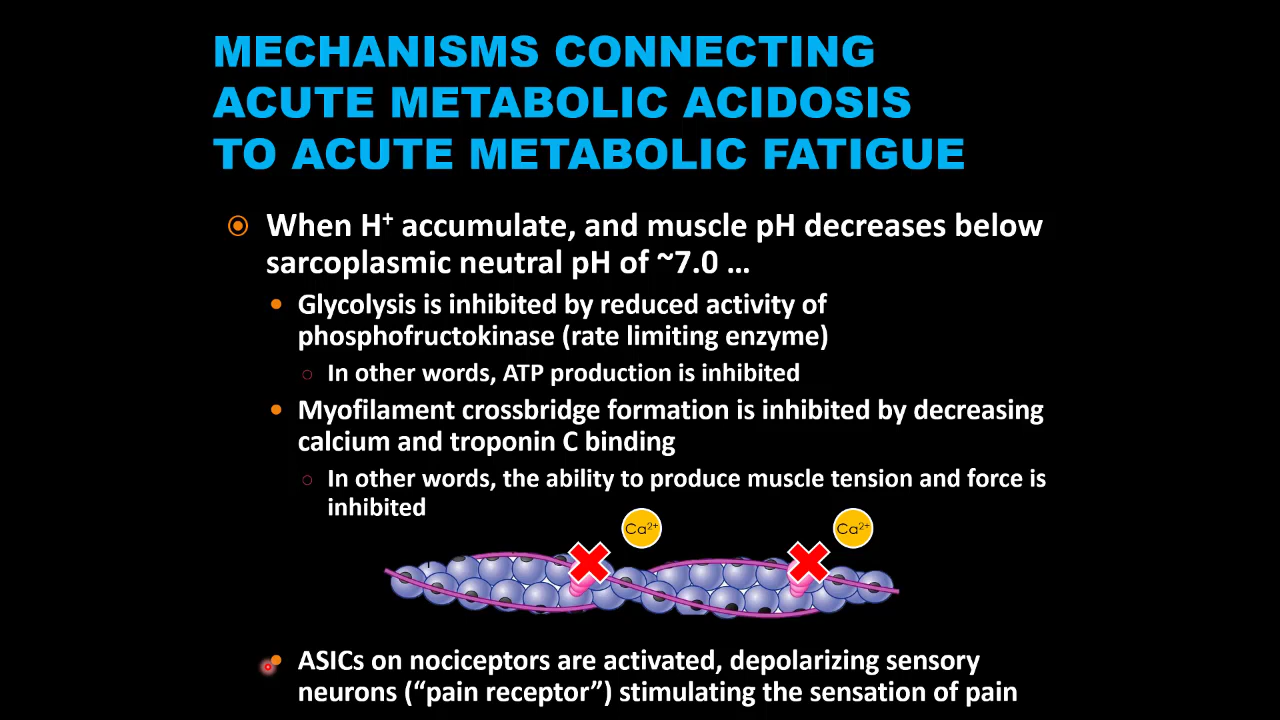 MECHANISMS CONNECTING
ACUTE METABOLIC ACIDOSIS
TO ACUTE METABOLIC FATIGUE
When H⁺ accumulate, and muscle pH decreases below
sarcoplasmic neutral pH of ~7.0 ...
Glycolysis is inhibited by reduced activity of
phosphofructokinase (rate limiting enzyme)
In other words, ATP production is inhibited
Myofilament crossbridge formation is inhibited by decreasing
calcium and troponin C binding
In other words, the ability to produce muscle tension and force is
inhibited
Ca²⁺ Ca²⁺
ASICs on nociceptors are activated, depolarizing sensory
neurons (“pain receptor”) stimulating the sensation of pain